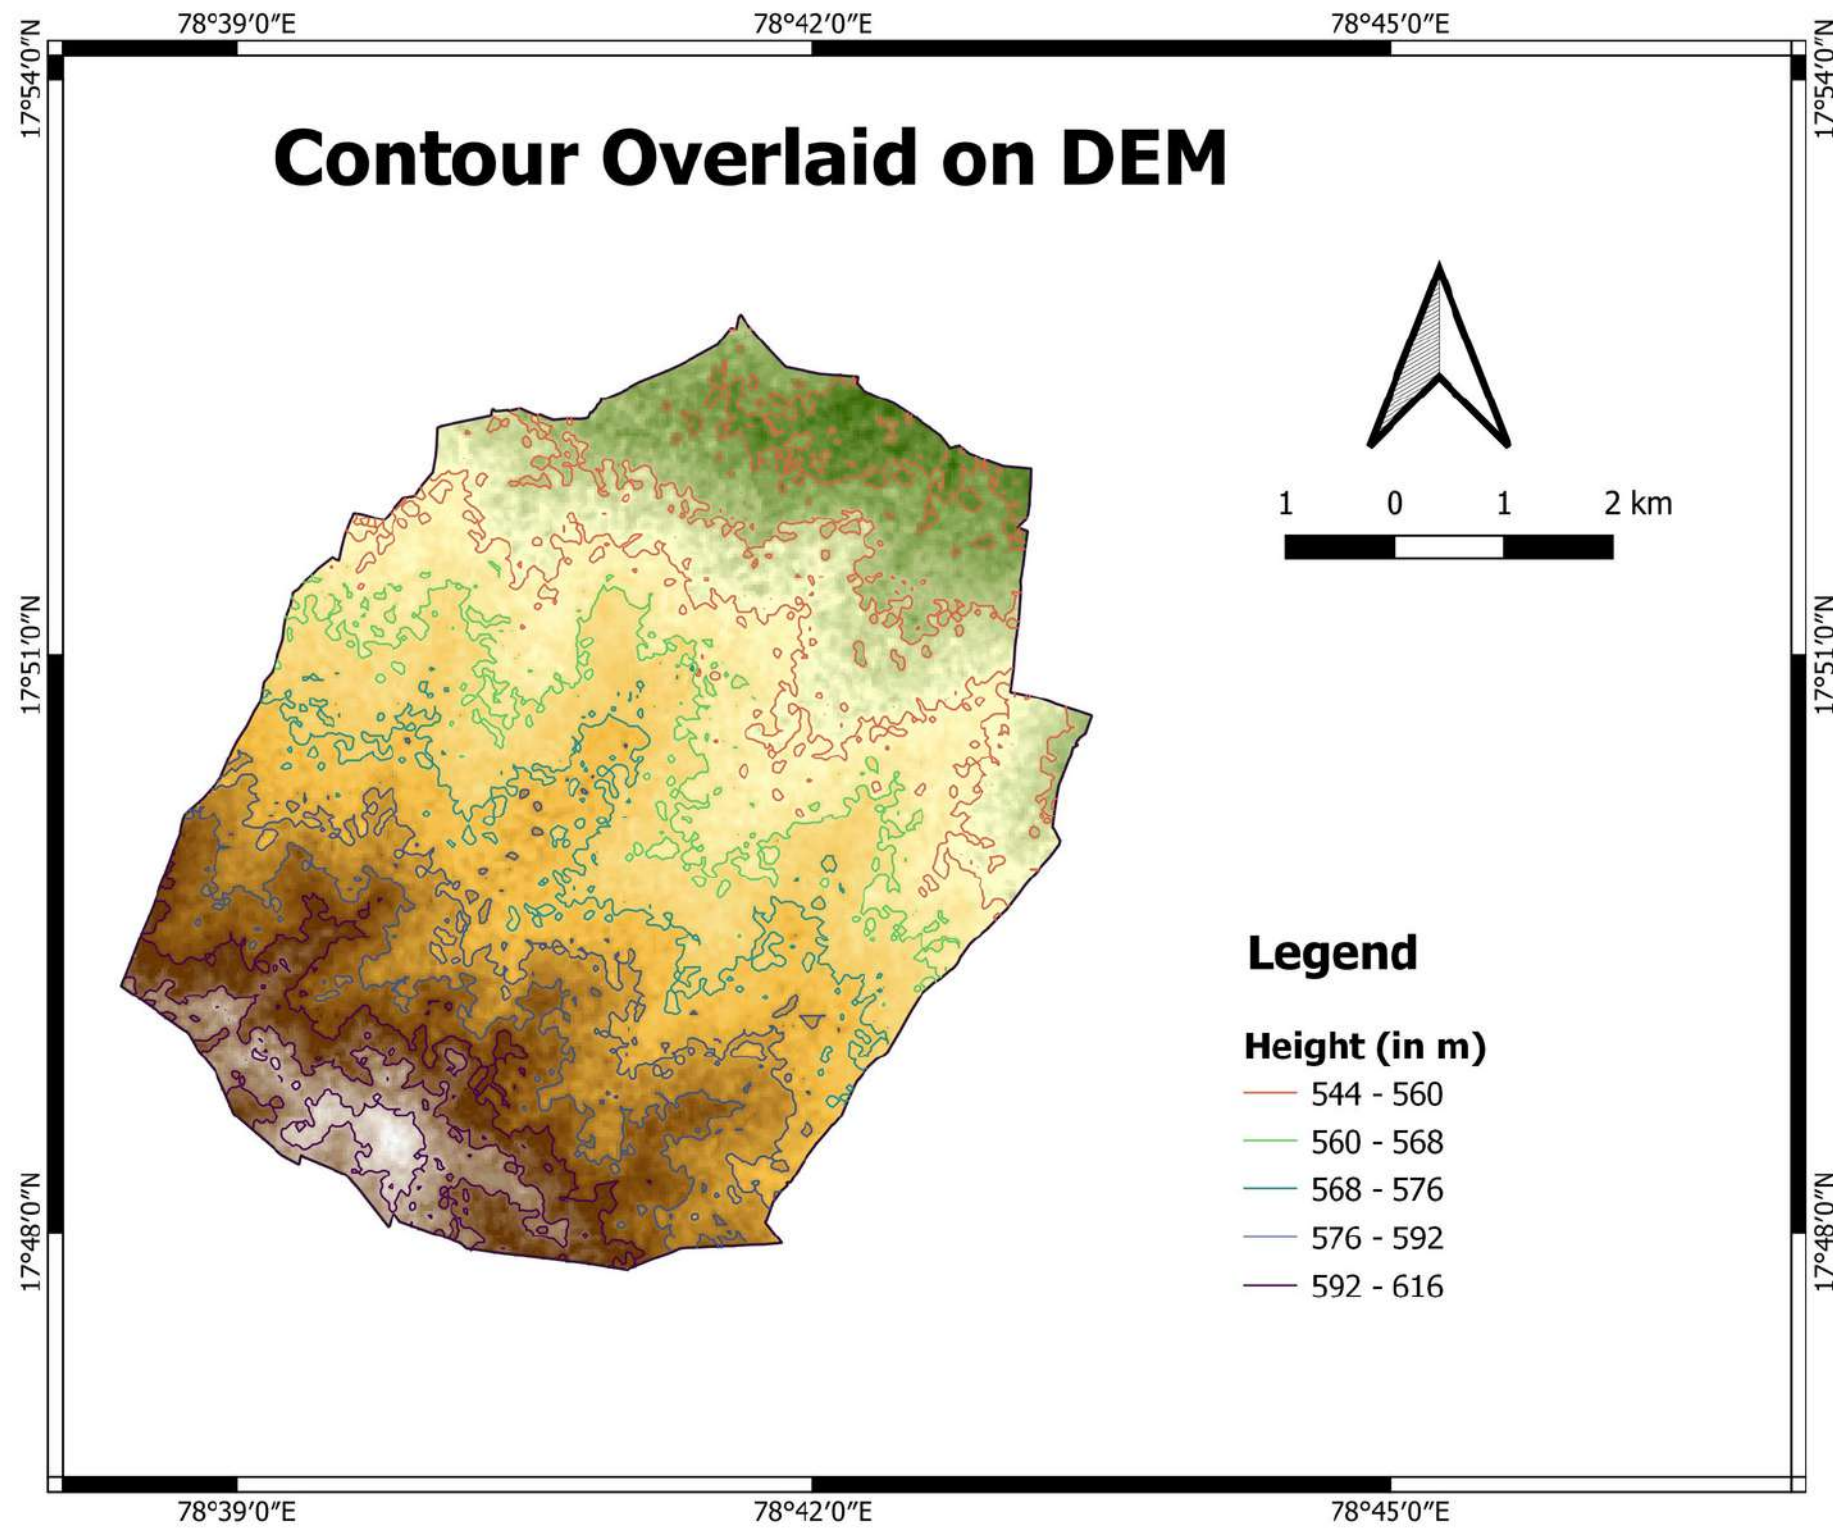 78°39′0″E 78°42′0″E 78°45′0″E
17°54′0″N 17°54′0″N
Contour Overlaid on DEM
1 0 1 2 km
17°51′0″N 17°51′0″N
Legend
Height (in m)
544 - 560
560 - 568
568 - 576
576 - 592
592 - 616
17°48′0″N 17°48′0″N
78°39′0″E 78°42′0″E 78°45′0″E